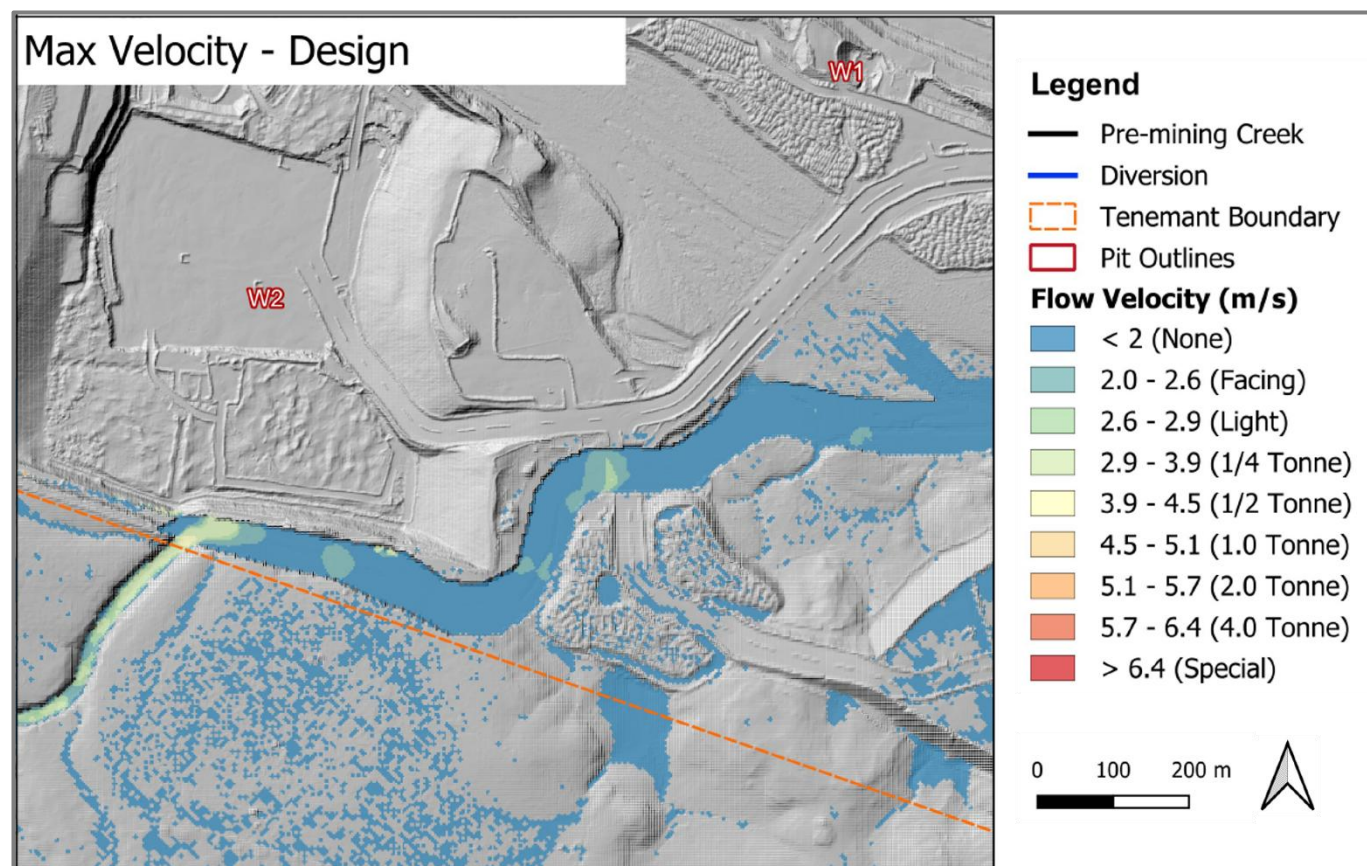 Max Velocity - Design
W1
W2
Legend
Pre-mining Creek
Diversion
Tenemant Boundary
Pit Outlines
Flow Velocity (m/s)
< 2 (None)
2.0 - 2.6 (Facing)
2.6 - 2.9 (Light)
2.9 - 3.9 (1/4 Tonne)
3.9 - 4.5 (1/2 Tonne)
4.5 - 5.1 (1.0 Tonne)
5.1 - 5.7 (2.0 Tonne)
5.7 - 6.4 (4.0 Tonne)
> 6.4 (Special)
0 100 200 m